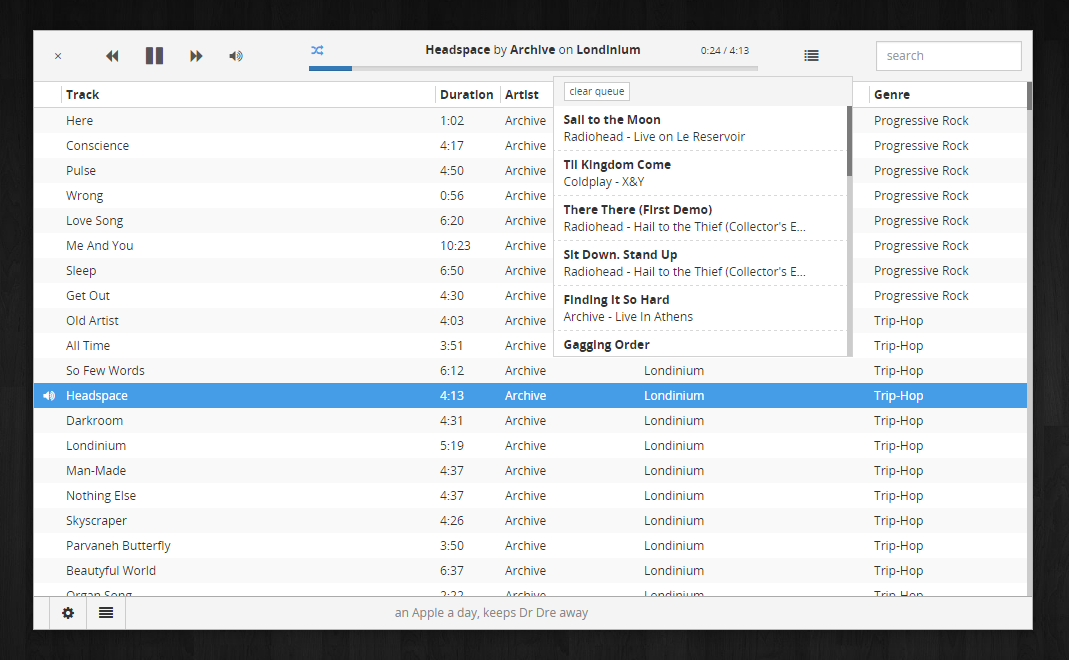 ×
Headspace by Archive on Londinium
0:24 / 4:13
search
Track Duration Artist Genre
clear queue
Sail to the Moon
Radiohead - Live on Le Reservoir
Til Kingdom Come
Coldplay - X&Y
There There (First Demo)
Radiohead - Hail to the Thief (Collector's E...
Sit Down. Stand Up
Radiohead - Hail to the Thief (Collector's E...
Finding It So Hard
Archive - Live In Athens
Gagging Order
Here 1:02 Archive Progressive Rock
Conscience 4:17 Archive Progressive Rock
Pulse 4:50 Archive Progressive Rock
Wrong 0:56 Archive Progressive Rock
Love Song 6:20 Archive Progressive Rock
Me And You 10:23 Archive Progressive Rock
Sleep 6:50 Archive Progressive Rock
Get Out 4:30 Archive Progressive Rock
Old Artist 4:03 Archive Trip-Hop
All Time 3:51 Archive Trip-Hop
So Few Words 6:12 Archive Londinium Trip-Hop
Headspace 4:13 Archive Londinium Trip-Hop
Darkroom 4:31 Archive Londinium Trip-Hop
Londinium 5:19 Archive Londinium Trip-Hop
Man-Made 4:37 Archive Londinium Trip-Hop
Nothing Else 4:37 Archive Londinium Trip-Hop
Skyscraper 4:26 Archive Londinium Trip-Hop
Parvaneh Butterfly 3:50 Archive Londinium Trip-Hop
Beautyful World 6:37 Archive Londinium Trip-Hop
Organ Song 2:22 Archive Londinium Trip-Hop
an Apple a day, keeps Dr Dre away